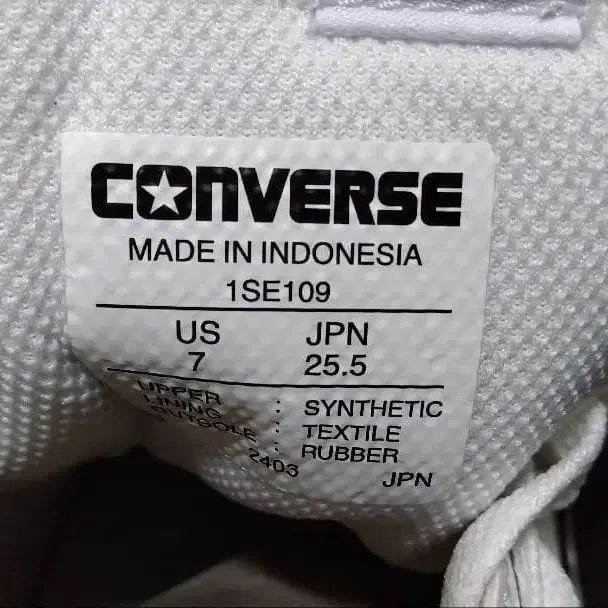 CONVERSE
MADE IN INDONESIA
1SE109
US JPN
7 25.5
UPPER : SYNTHETIC
LINING : TEXTILE
OUTSOLE : RUBBER
2403 JPN